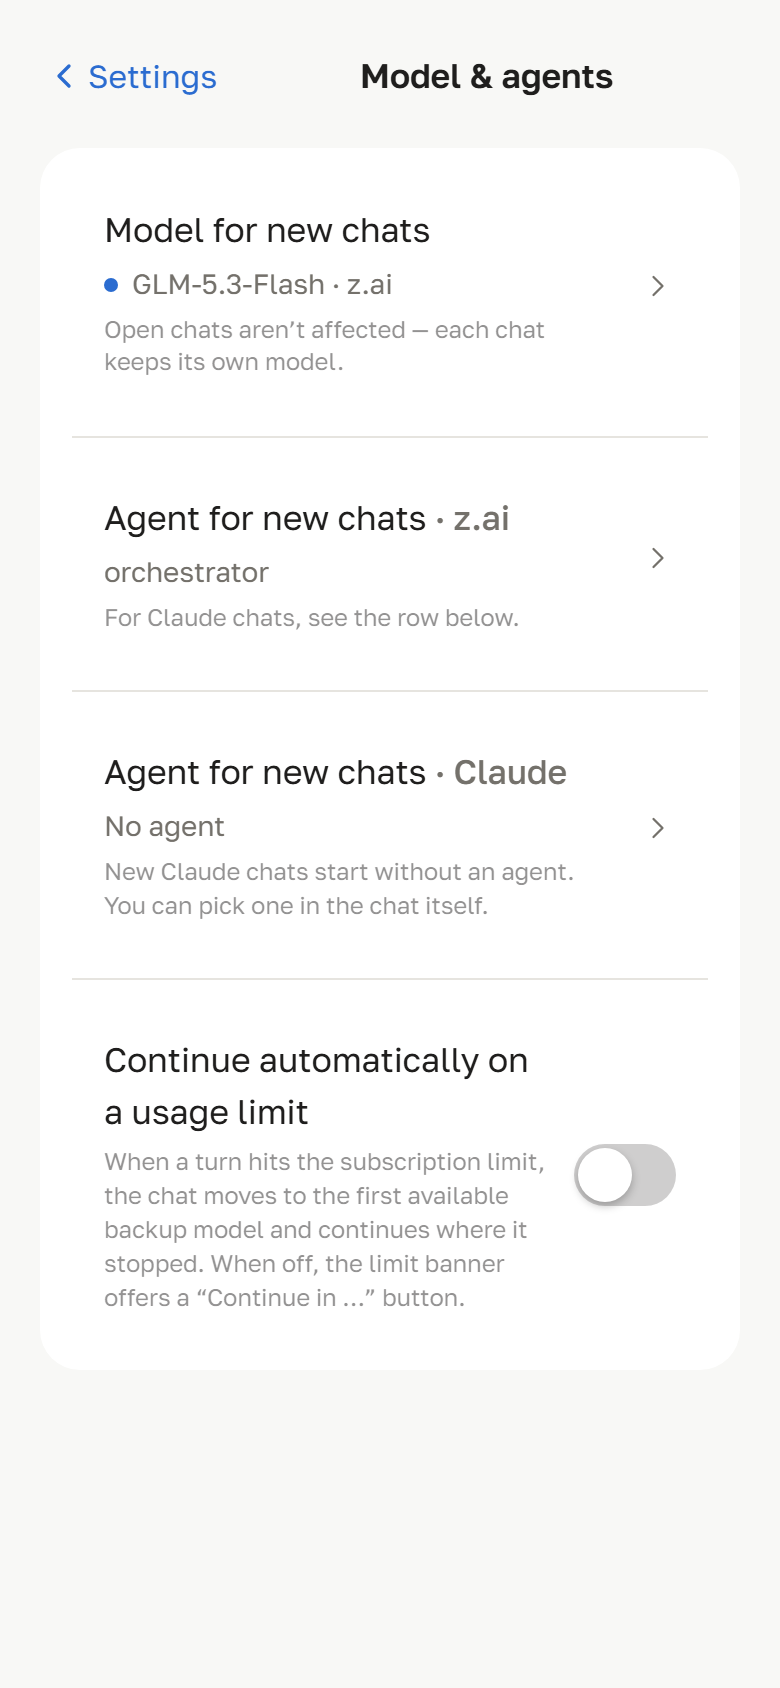 Settings
Model & agents
Model for new chats
GLM-5.3-Flash · z.ai
Open chats aren’t affected — each chat
keeps its own model.
Agent for new chats · z.ai
orchestrator
For Claude chats, see the row below.
Agent for new chats · Claude
No agent
New Claude chats start without an agent.
You can pick one in the chat itself.
Continue automatically on
a usage limit
When a turn hits the subscription limit,
the chat moves to the first available
backup model and continues where it
stopped. When off, the limit banner
offers a “Continue in …” button.